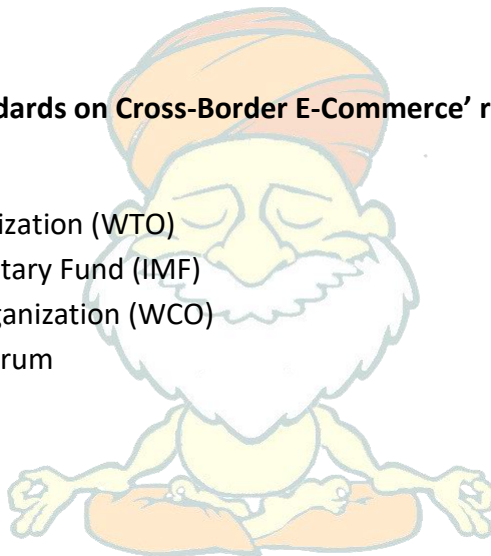 dards on Cross-Border E-Commerce’ r
ization (WTO)
tary Fund (IMF)
ganization (WCO)
rum